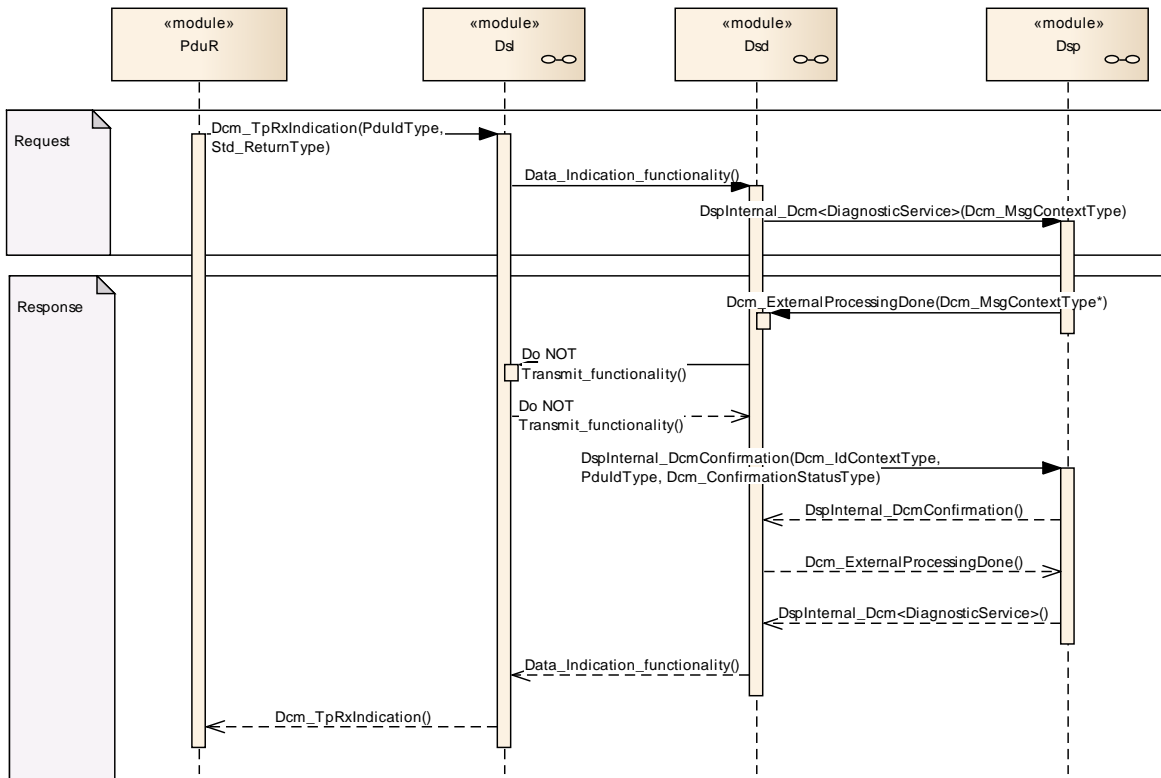 «module»
PduR
«module»
Dsl
«module»
Dsd
«module»
Dsp
Request
Dcm_TpRxIndication(PduIdType,
Std_ReturnType)
Data_Indication_functionality()
DspInternal_Dcm<DiagnosticService>(Dcm_MsgContextType)
Response
Dcm_ExternalProcessingDone(Dcm_MsgContextType*)
Do NOT
Transmit_functionality()
Do NOT
Transmit_functionality()
DspInternal_DcmConfirmation(Dcm_IdContextType,
PduIdType, Dcm_ConfirmationStatusType)
DspInternal_DcmConfirmation()
Dcm_ExternalProcessingDone()
DspInternal_Dcm<DiagnosticService>()
Data_Indication_functionality()
Dcm_TpRxIndication()